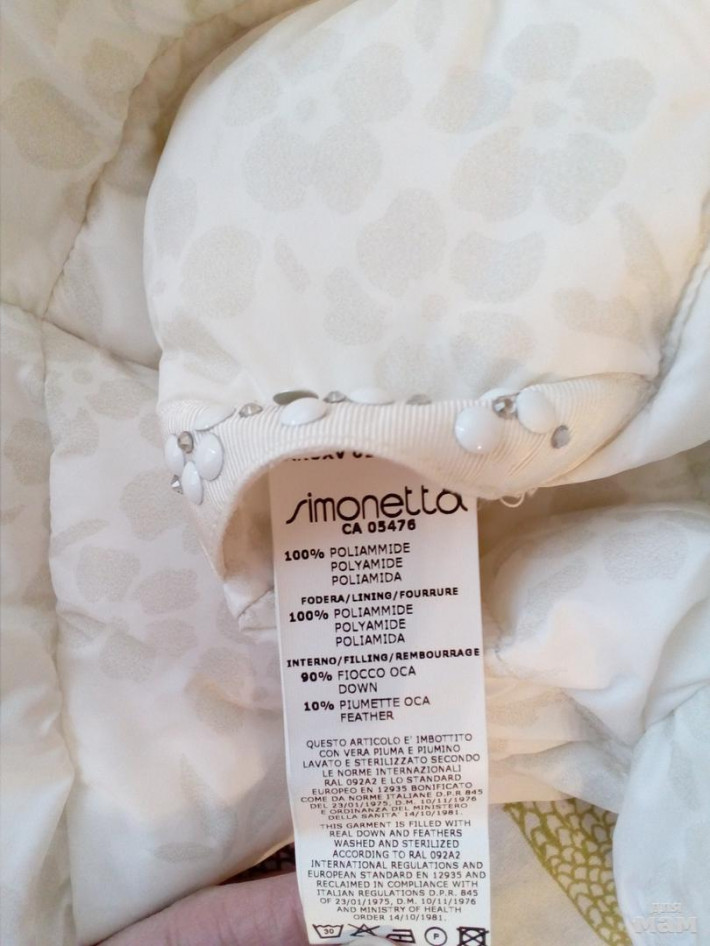 simonetta
CA 05476
100% POLIAMMIDE
POLYAMIDE
POLIAMIDA
FODERA/LINING/FOURRURE
100% POLIAMMIDE
POLYAMIDE
POLIAMIDA
INTERNO/FILLING/REMBOURRAGE
90% FIOCCO OCA
DOWN
10% PIUMETTE OCA
FEATHER
QUESTO ARTICOLO E' IMBOTTITO
CON VERA PIUMA E PIUMINO
LAVATO E STERILIZZATO SECONDO
LE NORME INTERNAZIONALI
RAL 092A2 E LO STANDARD
EUROPEO EN 12935 BONIFICATO
COME DA NORME ITALIANE D.P.R 845
DEL 23/01/1975, D.M. 10/11/1976
E ORDINANZA DEL MINISTERO
DELLA SANITA' 14/10/1981.
THIS GARMENT IS FILLED WITH
REAL DOWN AND FEATHERS
WASHED AND STERILIZED
ACCORDING TO RAL 092A2
INTERNATIONAL REGULATIONS AND
EUROPEAN STANDARD EN 12935 AND
RECLAIMED IN COMPLIANCE WITH
ITALIAN REGULATIONS D.P.R. 845
OF 23/01/1975, D.M. 10/11/1976
AND MINISTRY OF HEALTH
ORDER 14/10/1981.
30 P
для
мам